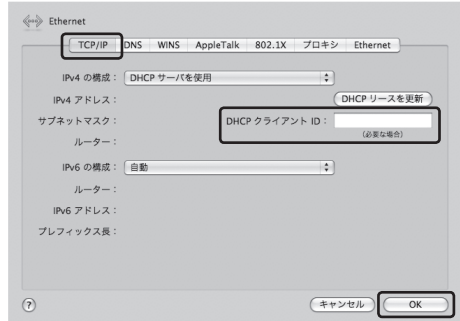 Ethernet
TCP/IP DNS WINS AppleTalk 802.1X プロキシ Ethernet
IPv4 の構成： DHCP サーバを使用
IPv4 アドレス： DHCP リースを更新
サブネットマスク： DHCP クライアント ID：
（必要な場合）
ルーター：
IPv6 の構成： 自動
ルーター：
IPv6 アドレス：
プレフィックス長：
? キャンセル OK